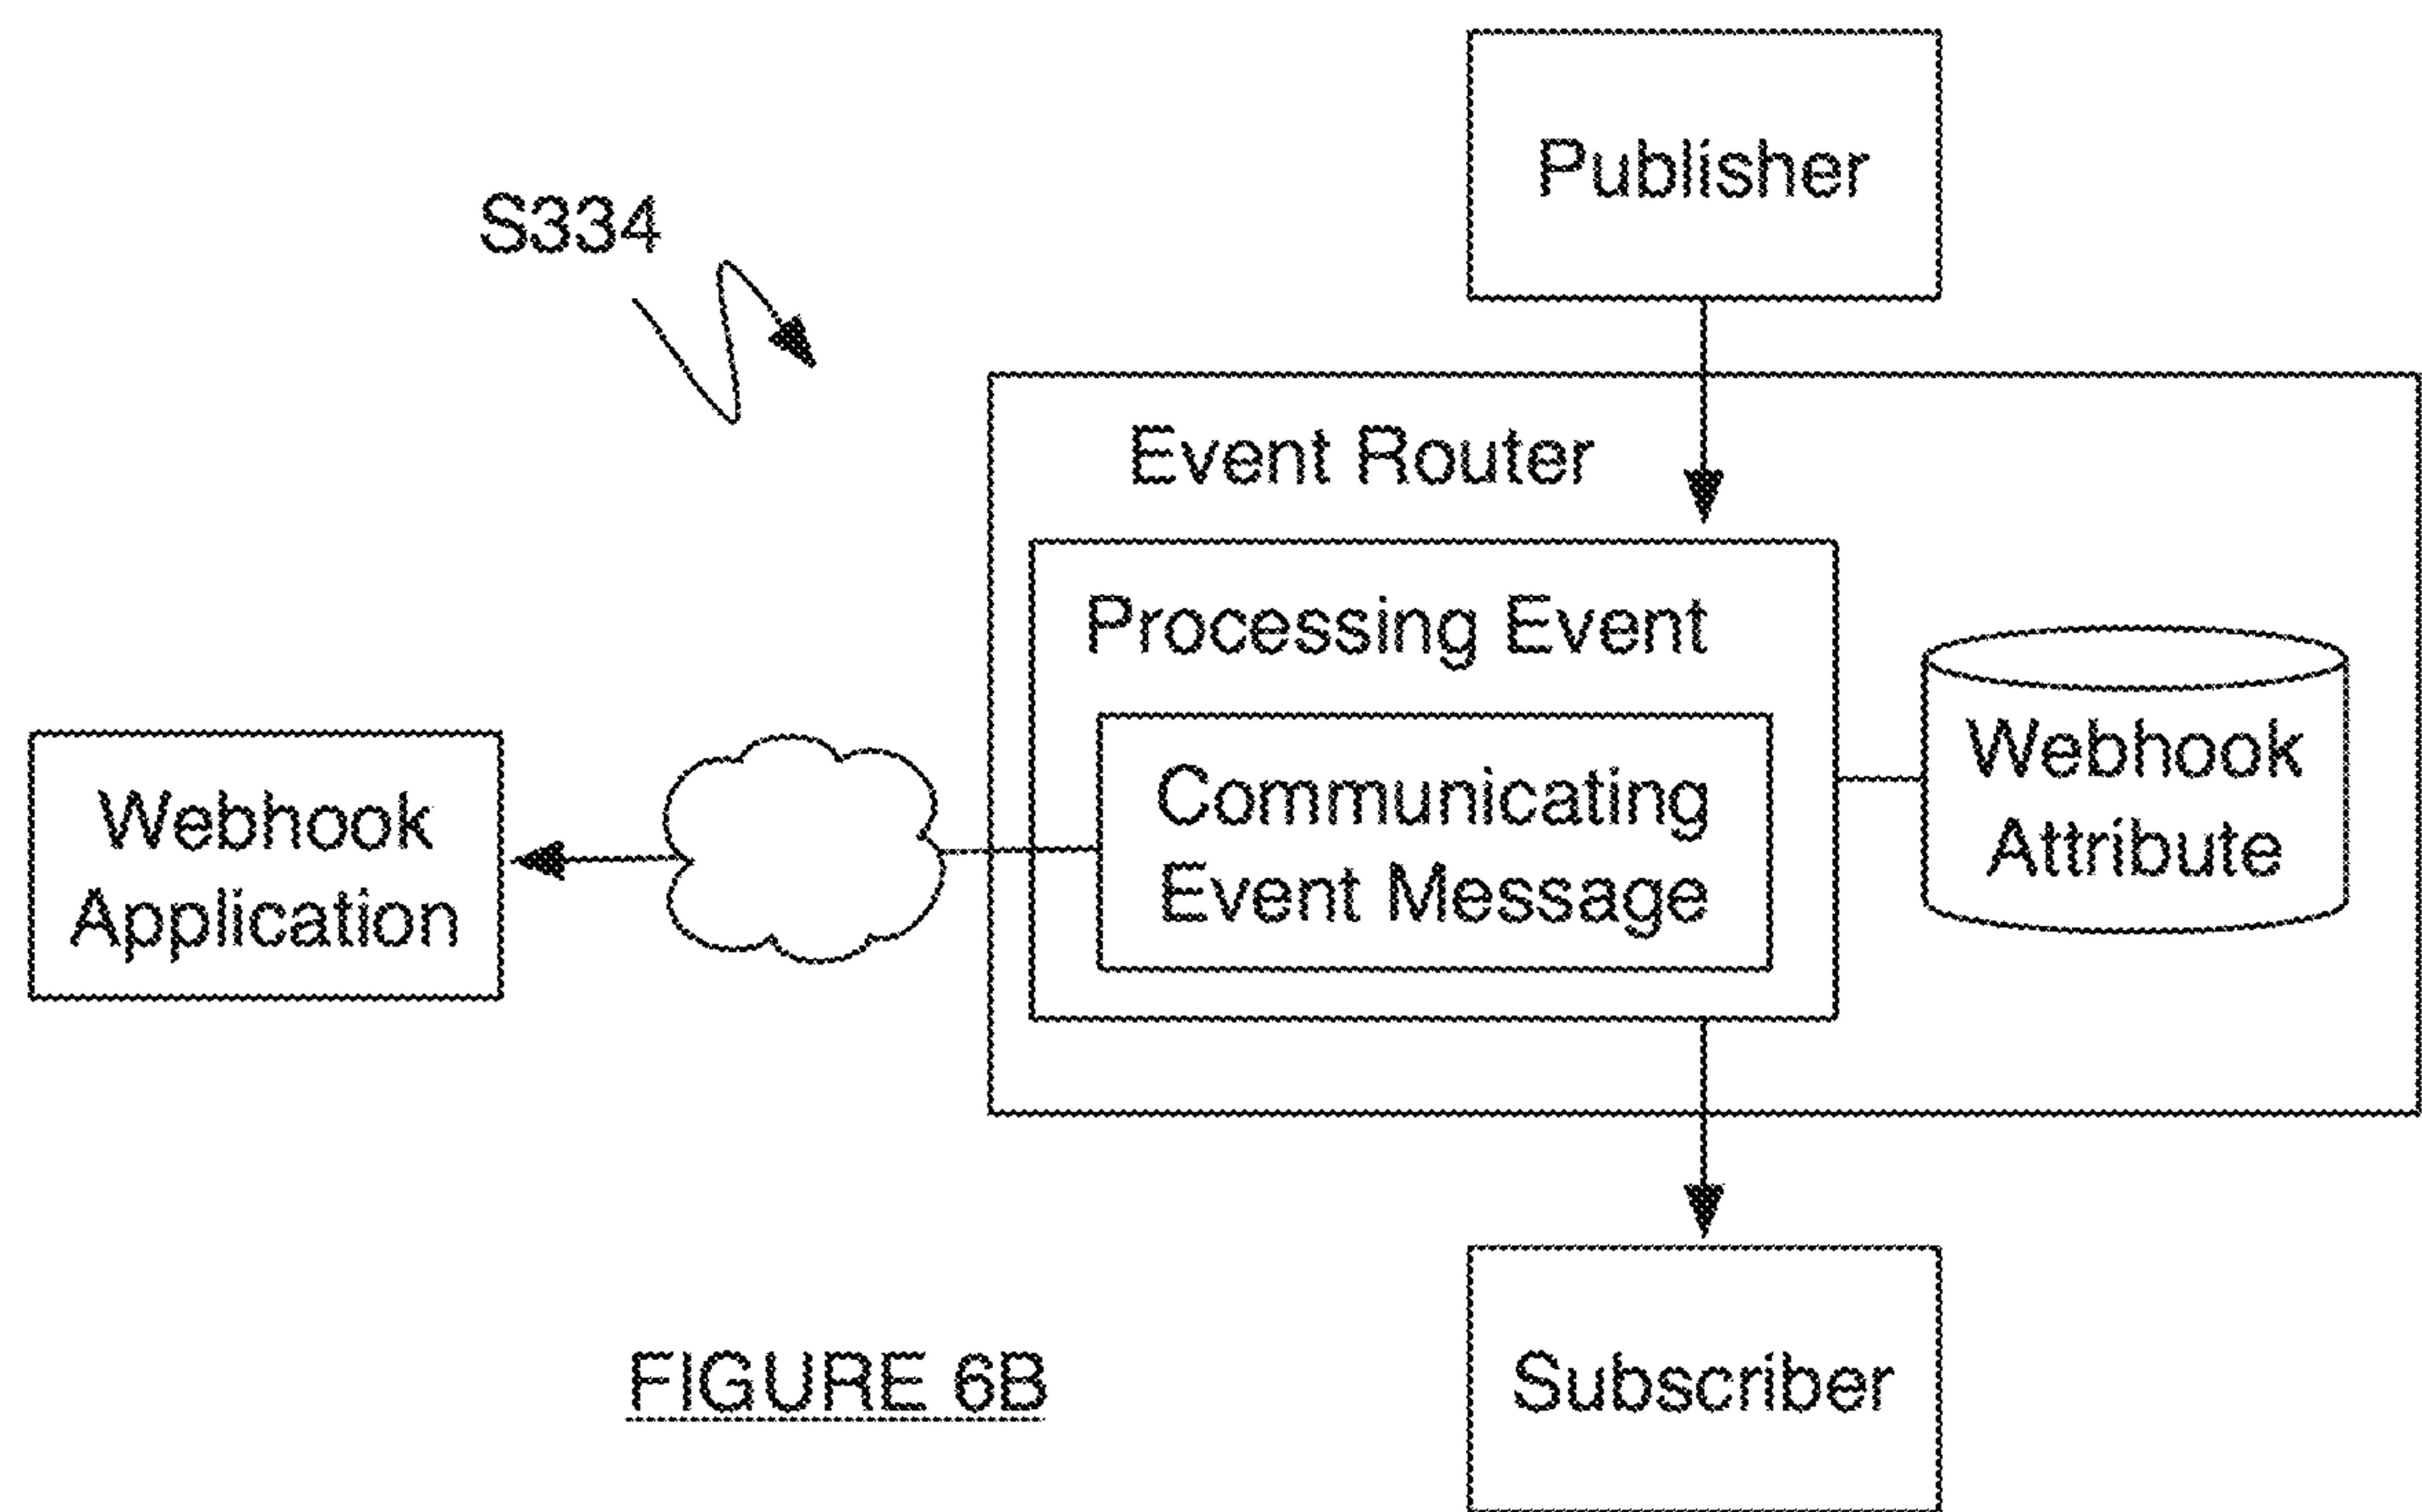 Publisher
S334
Event Router
Processing Event
Communicating
Event Message
Webhook
Attribute
Webhook
Application
Subscriber
FIGURE 6B